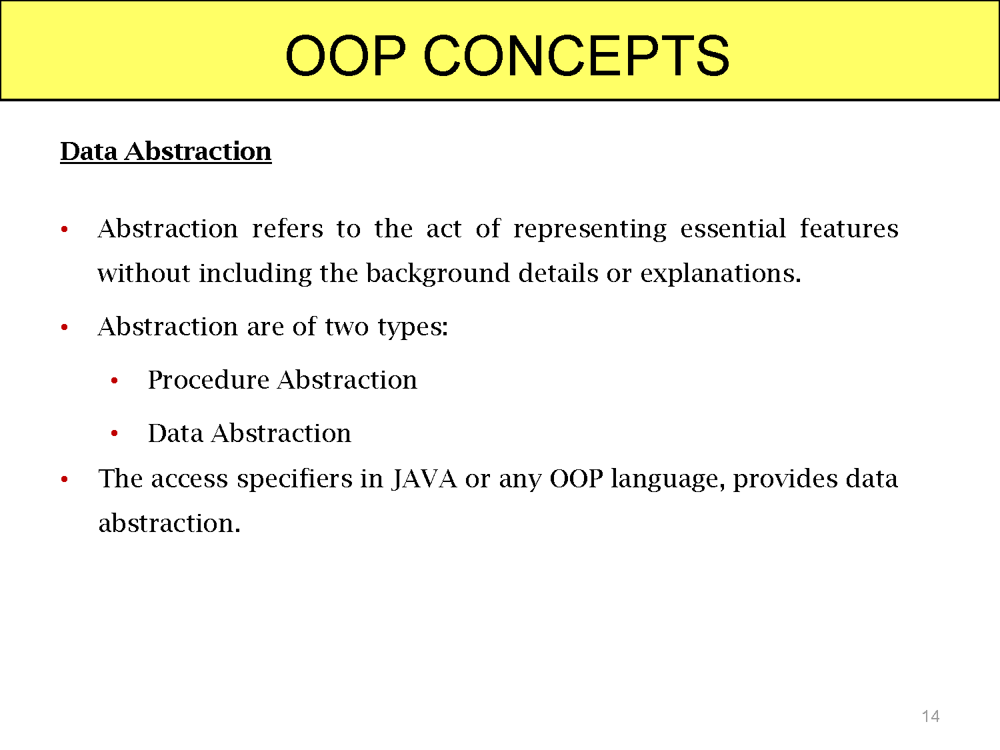 OOP CONCEPTS
Data Abstraction
• Abstraction refers to the act of representing essential features
without including the background details or explanations.
• Abstraction are of two types:
• Procedure Abstraction
• Data Abstraction
• The access specifiers in JAVA or any OOP language, provides data
abstraction.
14